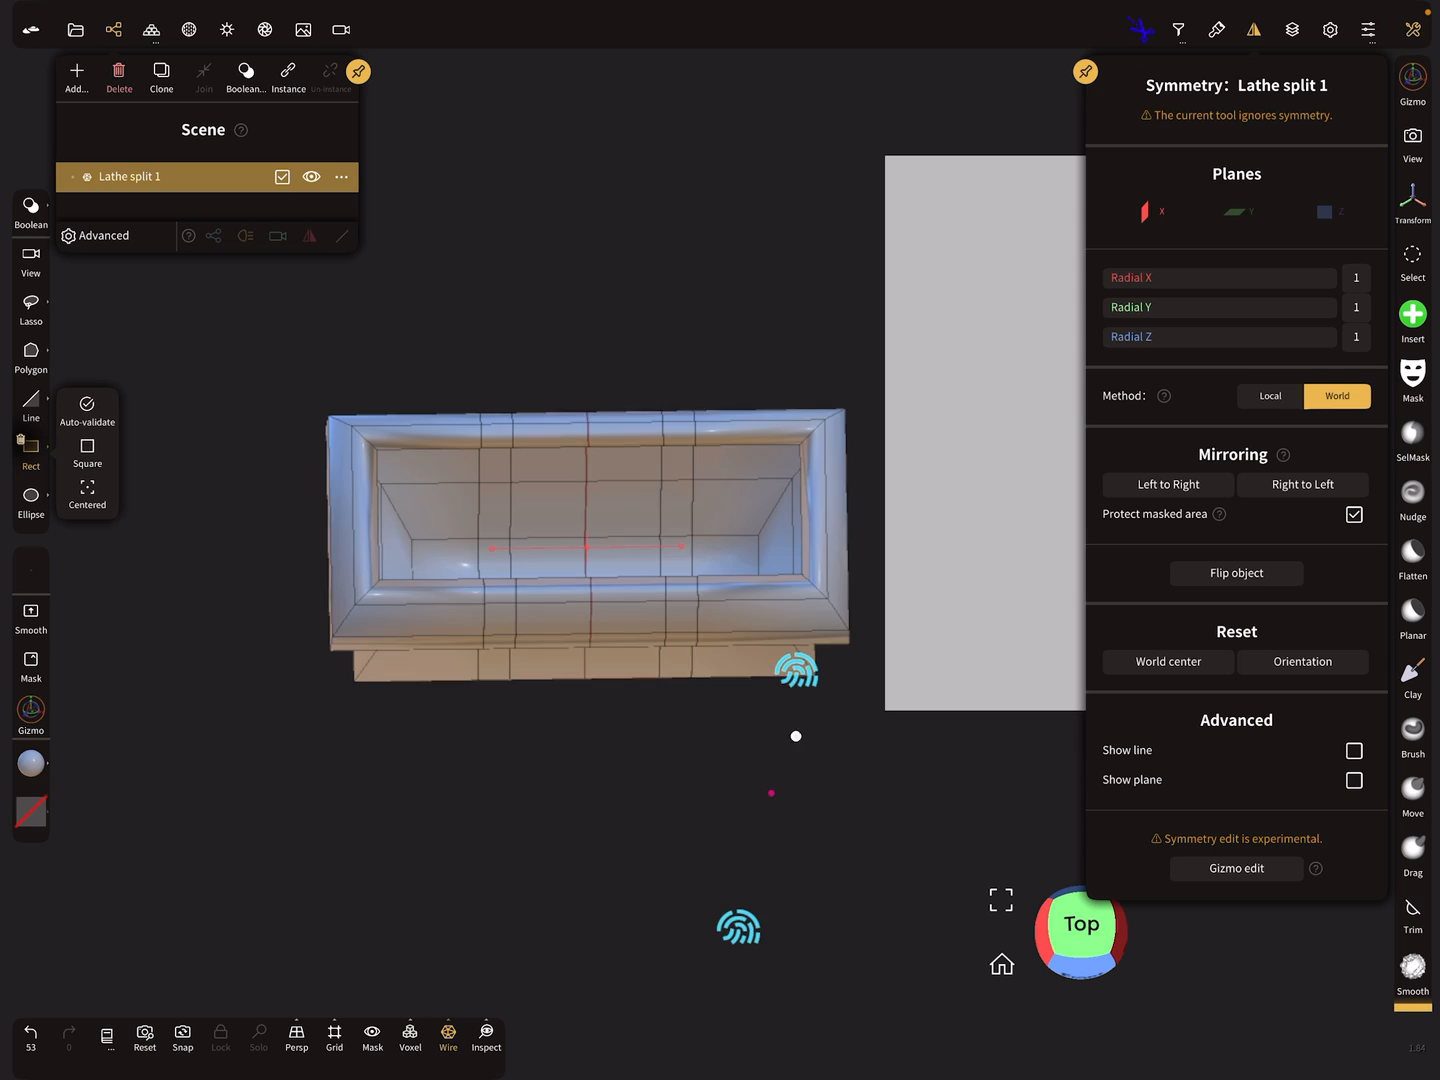 Add...
Delete
Clone
Join
Boolean...
Instance
Un-instance
Scene
Lathe split 1
Advanced
Boolean
View
Lasso
Polygon
Line
Rect
Ellipse
Auto-validate
Square
Centered
Smooth
Mask
Gizmo
Symmetry: Lathe split 1
The current tool ignores symmetry.
Planes
X
Y
Z
Radial X 1
Radial Y 1
Radial Z 1
Method: Local World
Mirroring
Left to Right Right to Left
Protect masked area
Flip object
Reset
World center Orientation
Advanced
Show line
Show plane
Symmetry edit is experimental.
Gizmo edit
Gizmo
View
Transform
Select
Insert
Mask
SelMask
Nudge
Flatten
Planar
Clay
Brush
Move
Drag
Trim
Smooth
Top
53
0
...
Reset
Snap
Lock
Solo
Persp
Grid
Mask
Voxel
Wire
Inspect
1.84